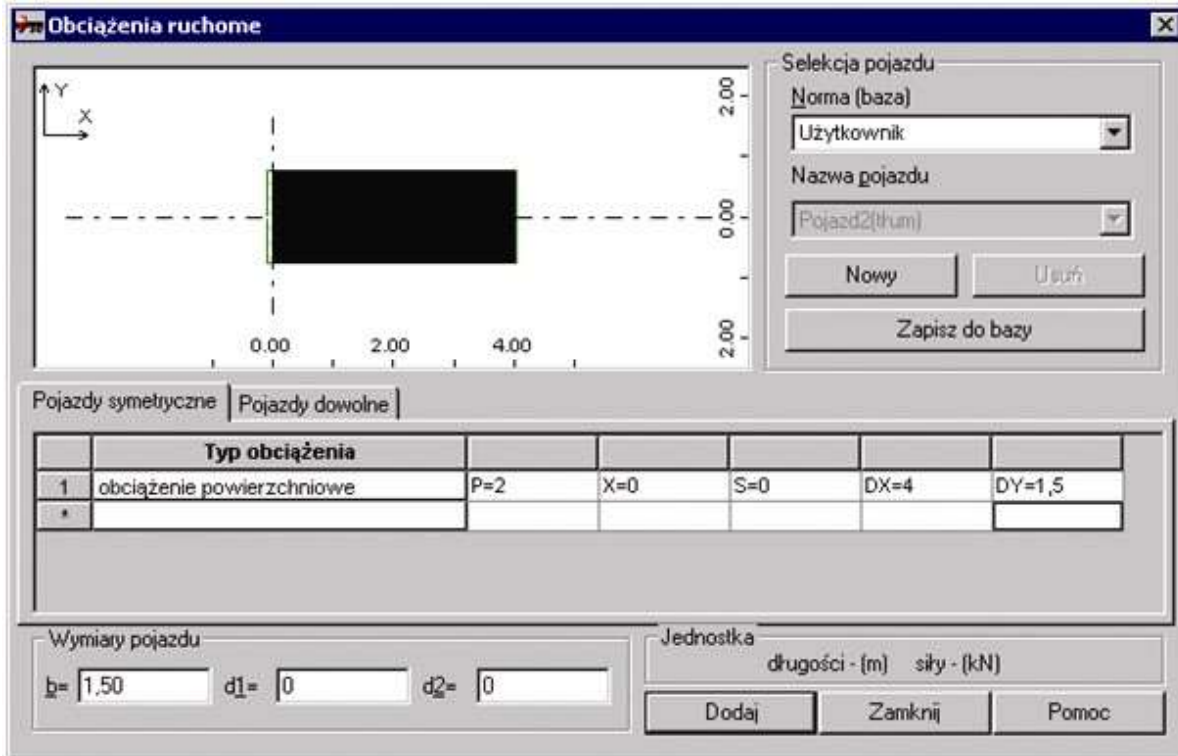 Obciążenia ruchome
Y
X
2.00
0.00
2.00
0.00 2.00 4.00
Selekcja pojazdu
Norma (baza)
Użytkownik
Nazwa pojazdu
Pojazd2(tłum)
Nowy Usuń
Zapisz do bazy
Pojazdy symetryczne Pojazdy dowolne
Typ obciążenia
1 obciążenie powierzchniowe P=2 X=0 S=0 DX=4 DY=1,5
*
Wymiary pojazdu
b= 1,50 d1= 0 d2= 0
Jednostka
długości - (m) siły - (kN)
Dodaj Zamknij Pomoc